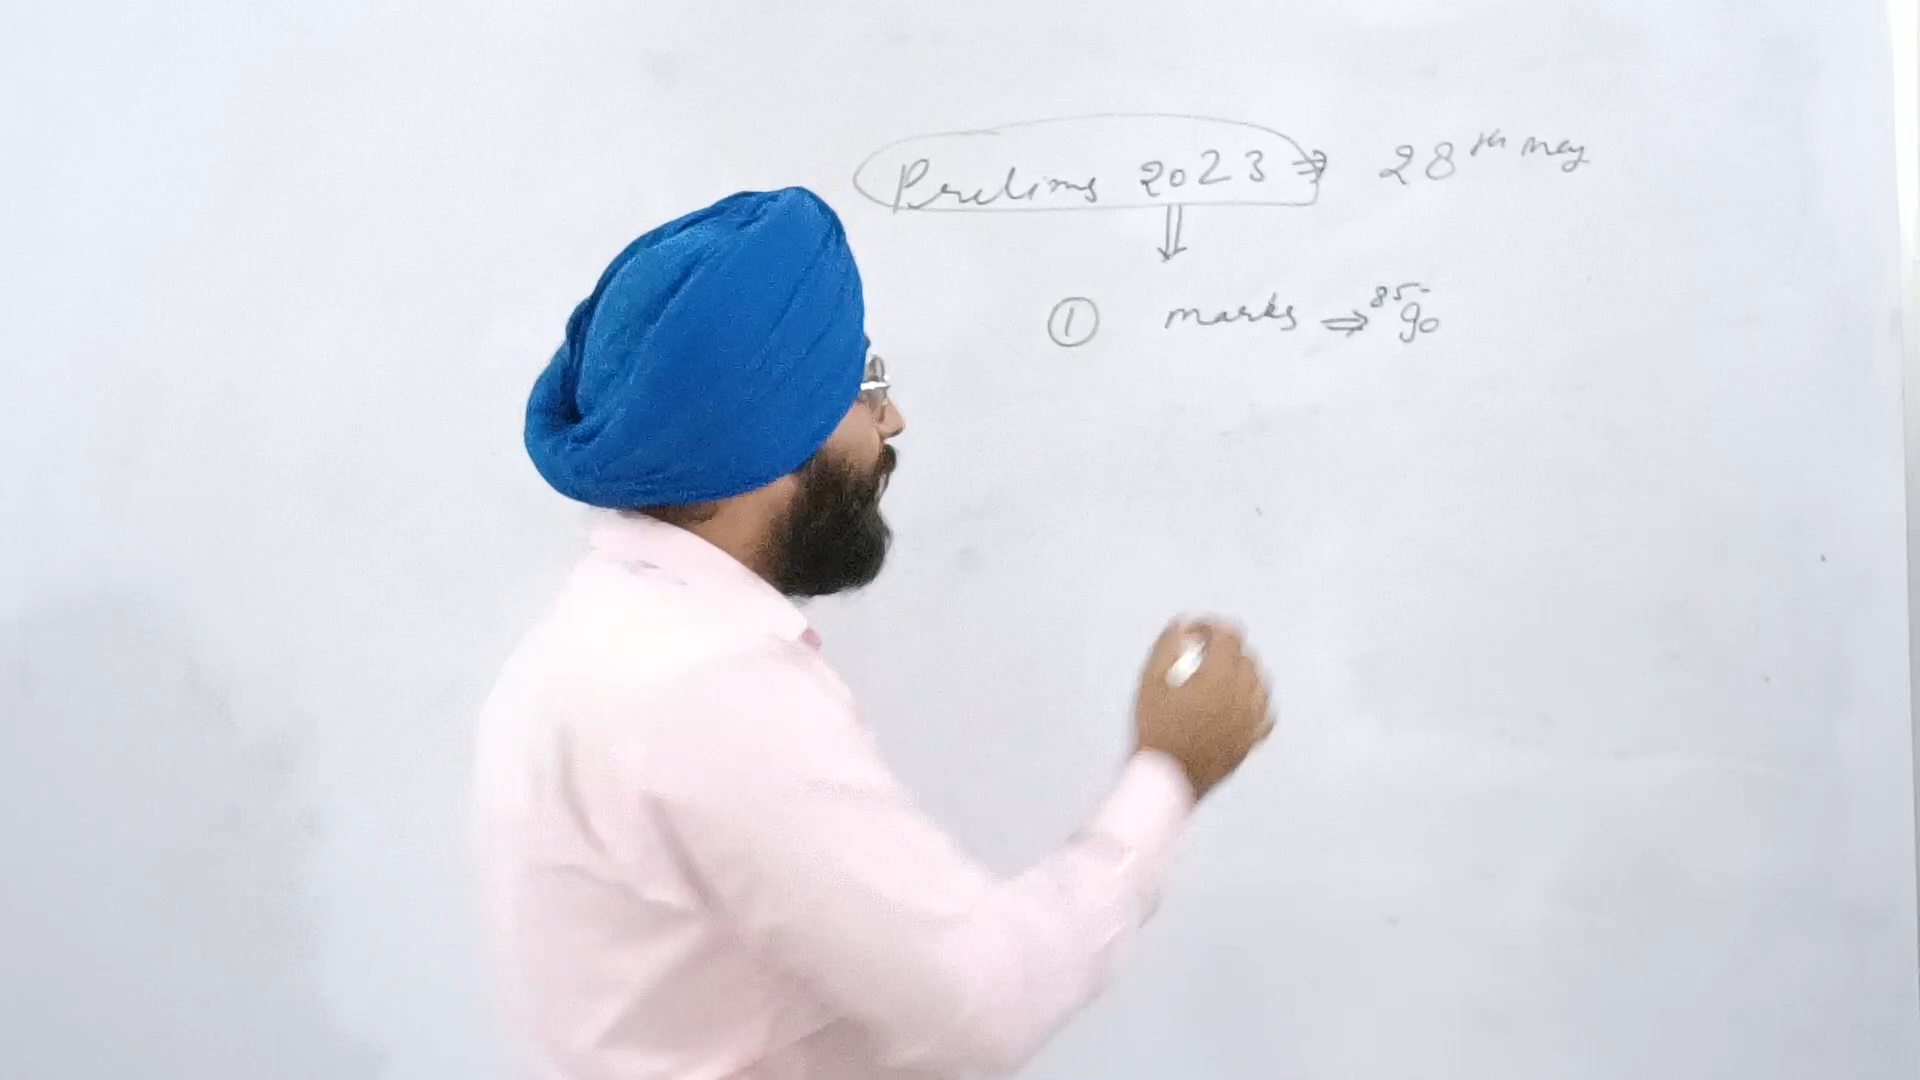 Prelims 2023 ⇒ 28th may
⇓
① marks ⇒ 85-90